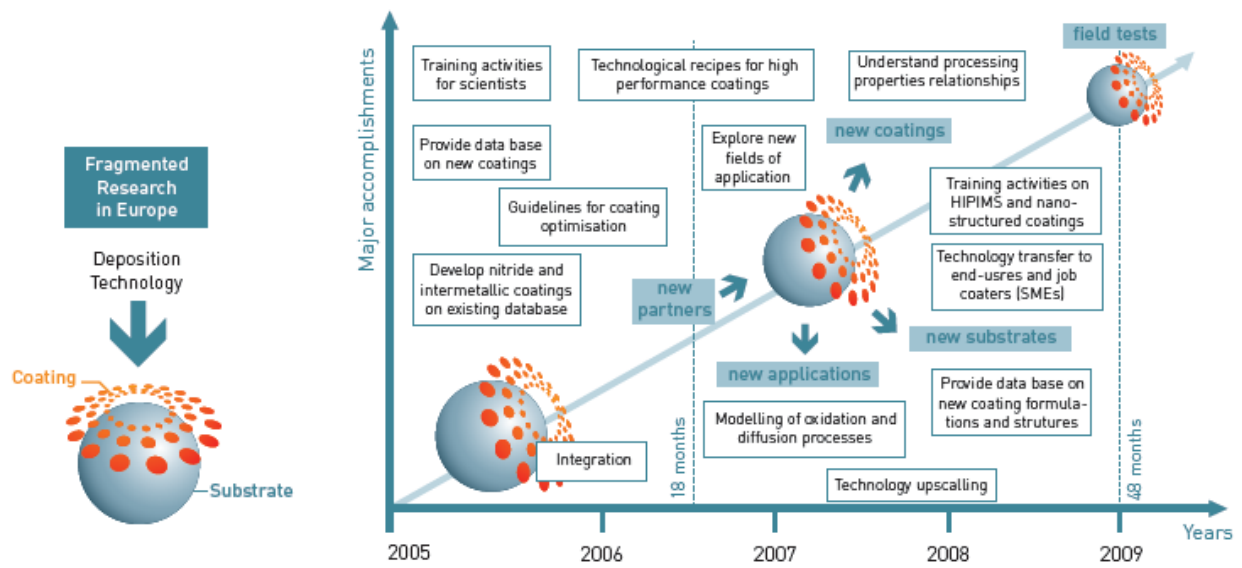 Fragmented
Research
in Europe
Deposition
Technology
Coating
Substrate
Major accomplishments
Training activities
for scientists
Technological recipes for high
performance coatings
Understand processing
properties relationships
field tests
Provide data base
on new coatings
Explore new
fields of
application
new coatings
Guidelines for coating
optimisation
Training activities on
HIPIMS and nano-
structured coatings
Develop nitride and
intermetallic coatings
on existing database
new
partners
Technology transfer to
end-usres and job
coaters (SMEs)
new substrates
new applications
Provide data base on
new coating formula-
tions and strutures
Modelling of oxidation and
diffusion processes
Integration
18 months
Technology upscalling
48 months
Years
2005
2006
2007
2008
2009